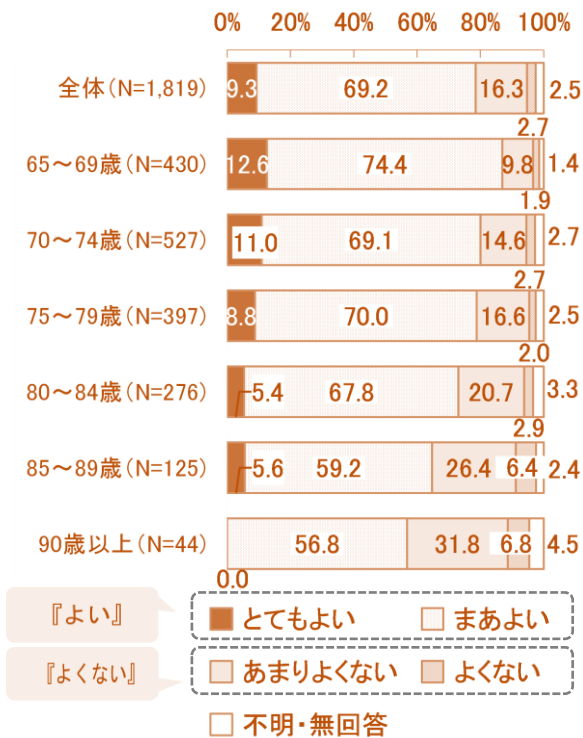 0% 20% 40% 60% 80% 100%
全体(N=1,819) 9.3 69.2 16.3 2.5
2.7
65～69歳(N=430) 12.6 74.4 9.8 1.4
1.9
70～74歳(N=527) 11.0 69.1 14.6 2.7
2.7
75～79歳(N=397) 8.8 70.0 16.6 2.5
2.0
80～84歳(N=276) 5.4 67.8 20.7 3.3
2.9
85～89歳(N=125) 5.6 59.2 26.4 6.4 2.4
90歳以上(N=44) 56.8 31.8 6.8 4.5
0.0
『よい』 とてもよい まあよい
『よくない』 あまりよくない よくない
不明・無回答